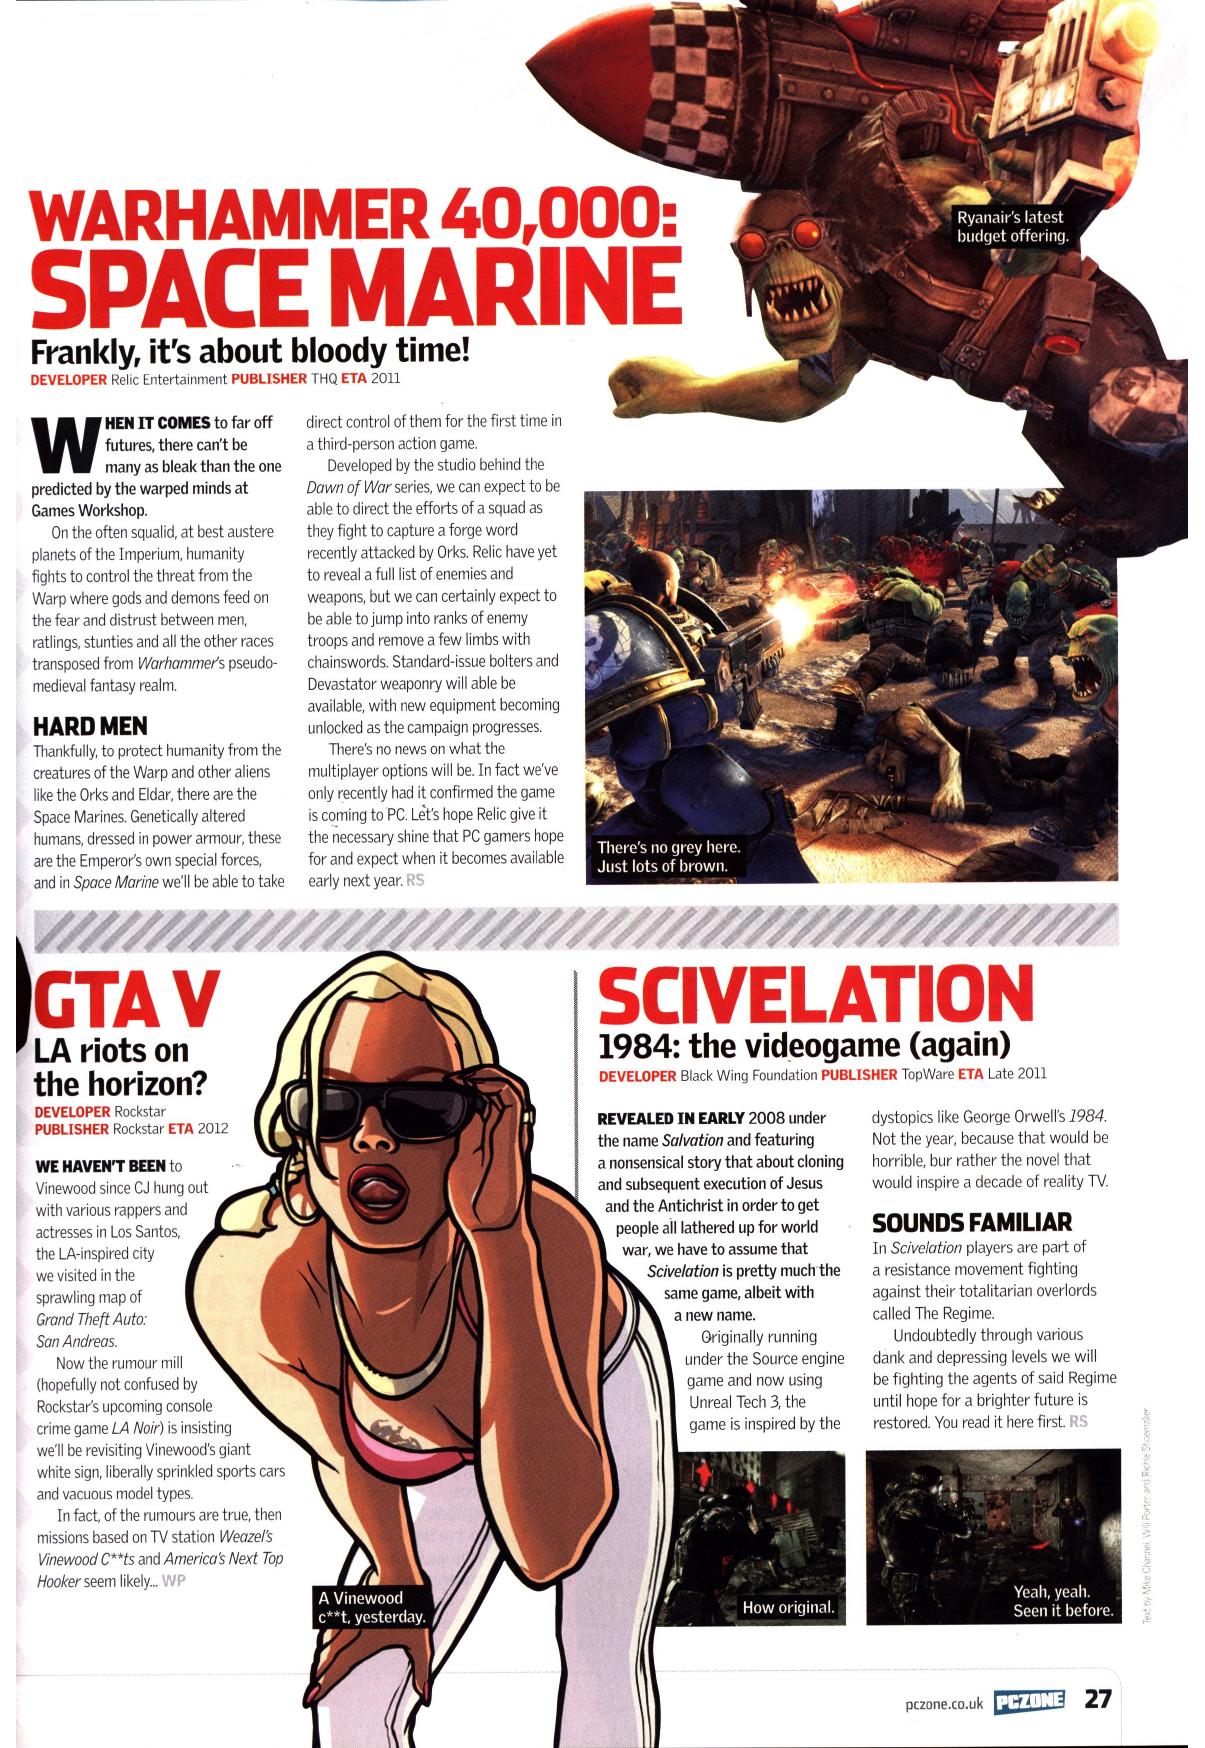 Ryanair's latest
budget offering.
WARHAMMER 40,000:
SPACE MARINE
Frankly, it's about bloody time!
DEVELOPER Relic Entertainment PUBLISHER THQ ETA 2011
WHEN IT COMES to far off
futures, there can't be
many as bleak than the one
predicted by the warped minds at
Games Workshop.
On the often squalid, at best austere
planets of the Imperium, humanity
fights to control the threat from the
Warp where gods and demons feed on
the fear and distrust between men,
ratlings, stunties and all the other races
transposed from Warhammer's pseudo-
medieval fantasy realm.
HARD MEN
Thankfully, to protect humanity from the
creatures of the Warp and other aliens
like the Orks and Eldar, there are the
Space Marines. Genetically altered
humans, dressed in power armour, these
are the Emperor's own special forces,
and in Space Marine we'll be able to take
direct control of them for the first time in
a third-person action game.
Developed by the studio behind the
Dawn of War series, we can expect to be
able to direct the efforts of a squad as
they fight to capture a forge word
recently attacked by Orks. Relic have yet
to reveal a full list of enemies and
weapons, but we can certainly expect to
be able to jump into ranks of enemy
troops and remove a few limbs with
chainswords. Standard-issue bolters and
Devastator weaponry will able be
available, with new equipment becoming
unlocked as the campaign progresses.
There's no news on what the
multiplayer options will be. In fact we've
only recently had it confirmed the game
is coming to PC. Let's hope Relic give it
the necessary shine that PC gamers hope
for and expect when it becomes available
early next year. RS
There's no grey here.
Just lots of brown.
GTA V
LA riots on
the horizon?
DEVELOPER Rockstar
PUBLISHER Rockstar ETA 2012
WE HAVEN'T BEEN to
Vinewood since CJ hung out
with various rappers and
actresses in Los Santos,
the LA-inspired city
we visited in the
sprawling map of
Grand Theft Auto:
San Andreas.
Now the rumour mill
(hopefully not confused by
Rockstar's upcoming console
crime game LA Noir) is insisting
we'll be revisiting Vinewood's giant
white sign, liberally sprinkled sports cars
and vacuous model types.
In fact, of the rumours are true, then
missions based on TV station Weazel's
Vinewood C**ts and America's Next Top
Hooker seem likely... WP
A Vinewood
c**t, yesterday.
SCIVELATION
1984: the videogame (again)
DEVELOPER Black Wing Foundation PUBLISHER TopWare ETA Late 2011
REVEALED IN EARLY 2008 under
the name Salvation and featuring
a nonsensical story that about cloning
and subsequent execution of Jesus
and the Antichrist in order to get
people all lathered up for world
war, we have to assume that
Scivelation is pretty much the
same game, albeit with
a new name.
Originally running
under the Source engine
game and now using
Unreal Tech 3, the
game is inspired by the
dystopics like George Orwell's 1984.
Not the year, because that would be
horrible, bur rather the novel that
would inspire a decade of reality TV.
SOUNDS FAMILIAR
In Scivelation players are part of
a resistance movement fighting
against their totalitarian overlords
called The Regime.
Undoubtedly through various
dank and depressing levels we will
be fighting the agents of said Regime
until hope for a brighter future is
restored. You read it here first. RS
How original.
Yeah, yeah.
Seen it before.
Text by Mike Channell, Will Porter and Richie Shoemaker
pczone.co.uk PCZONE 27